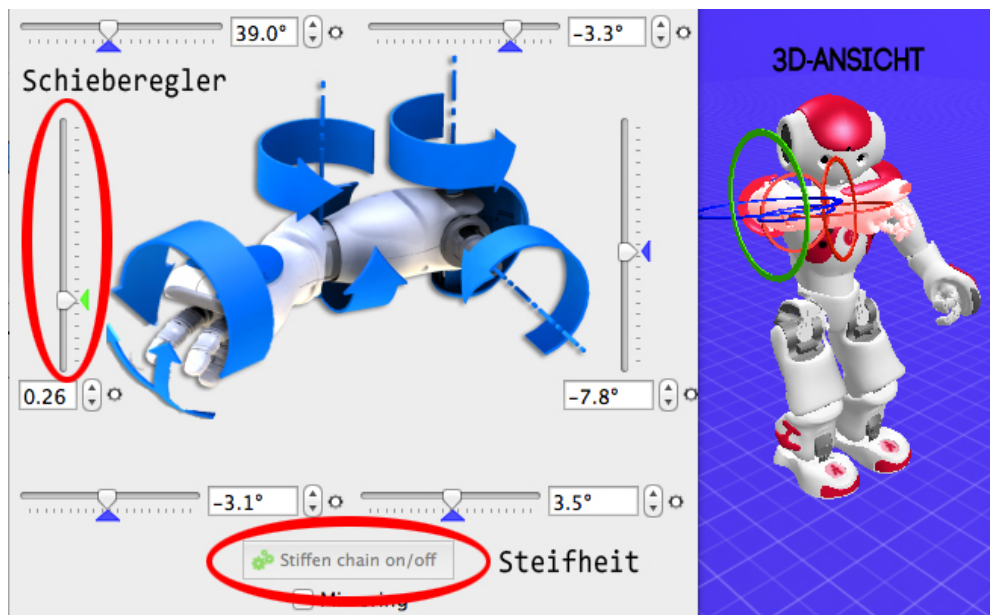 39.0°
-3.3°
Schieberegler
3D-ANSICHT
0.26
-7.8°
-3.1°
3.5°
Stiffen chain on/off
Steifheit
Mirroring